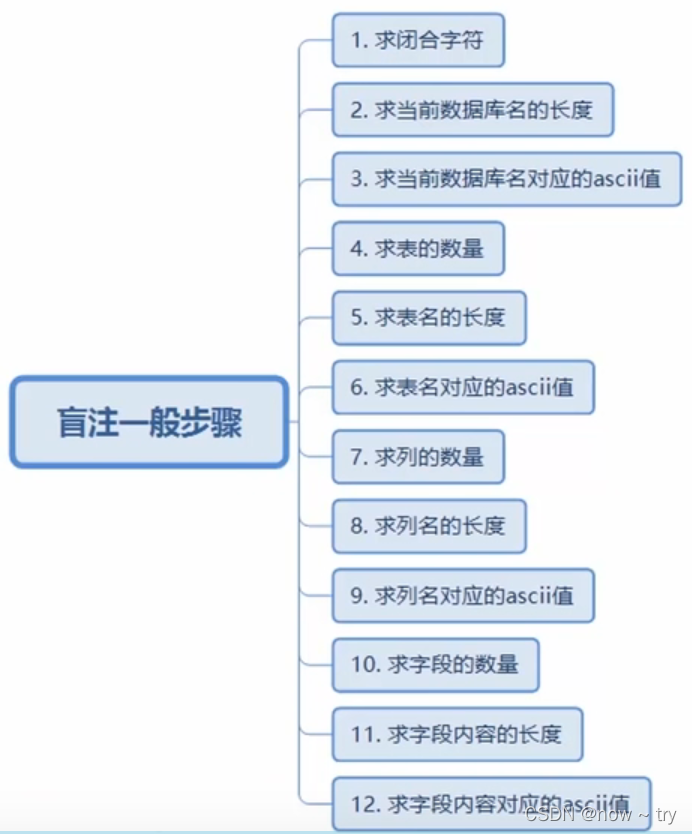 1. 求闭合字符
2. 求当前数据库名的长度
3. 求当前数据库名对应的ascii值
4. 求表的数量
5. 求表名的长度
6. 求表名对应的ascii值
盲注一般步骤
7. 求列的数量
8. 求列名的长度
9. 求列名对应的ascii值
10. 求字段的数量
11. 求字段内容的长度
12. 求字段内容对应的ascii值
CSDN @now ~ try